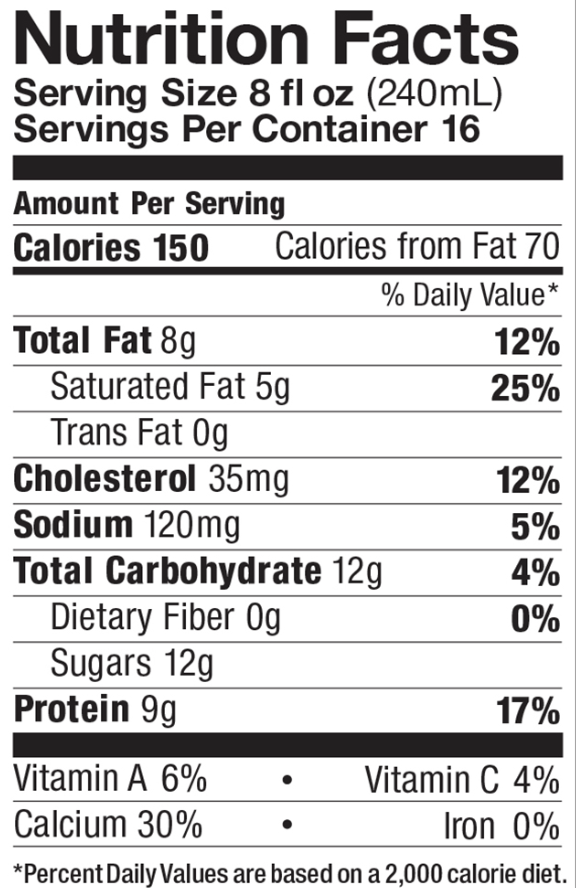 Nutrition Facts
Serving Size 8 fl oz (240mL)
Servings Per Container 16
Amount Per Serving
Calories 150 Calories from Fat 70
% Daily Value*
Total Fat 8g 12%
Saturated Fat 5g 25%
Trans Fat 0g
Cholesterol 35mg 12%
Sodium 120mg 5%
Total Carbohydrate 12g 4%
Dietary Fiber 0g 0%
Sugars 12g
Protein 9g 17%
Vitamin A 6% • Vitamin C 4%
Calcium 30% • Iron 0%
*Percent Daily Values are based on a 2,000 calorie diet.